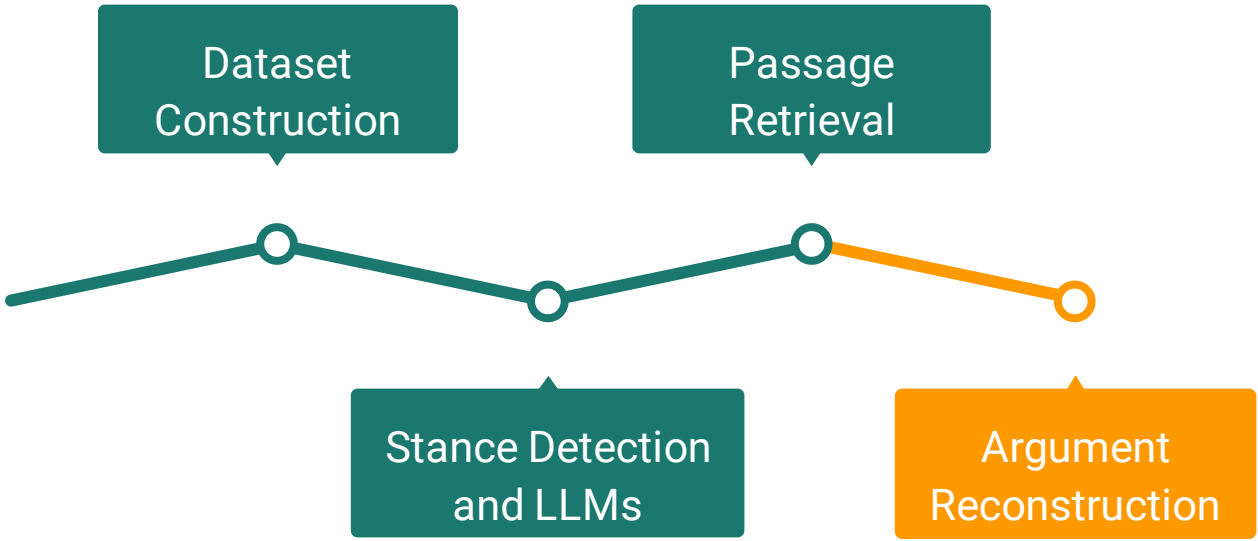 Dataset
Construction
Passage
Retrieval
Stance Detection
and LLMs
Argument
Reconstruction